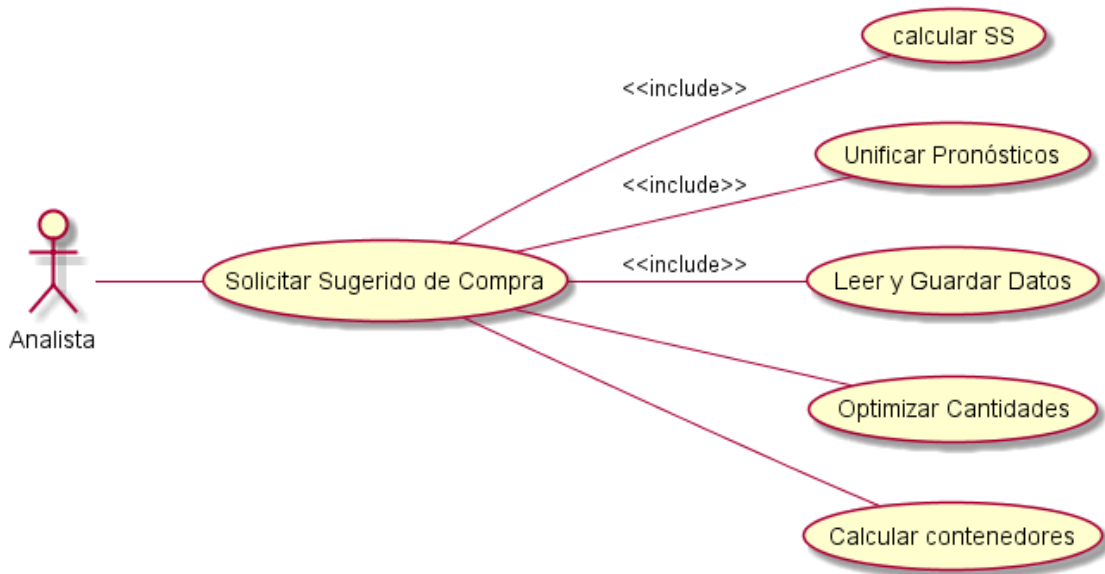 calcular SS
<<include>>
Unificar Pronósticos
<<include>>
<<include>>
Solicitar Sugerido de Compra
Leer y Guardar Datos
Analista
Optimizar Cantidades
Calcular contenedores